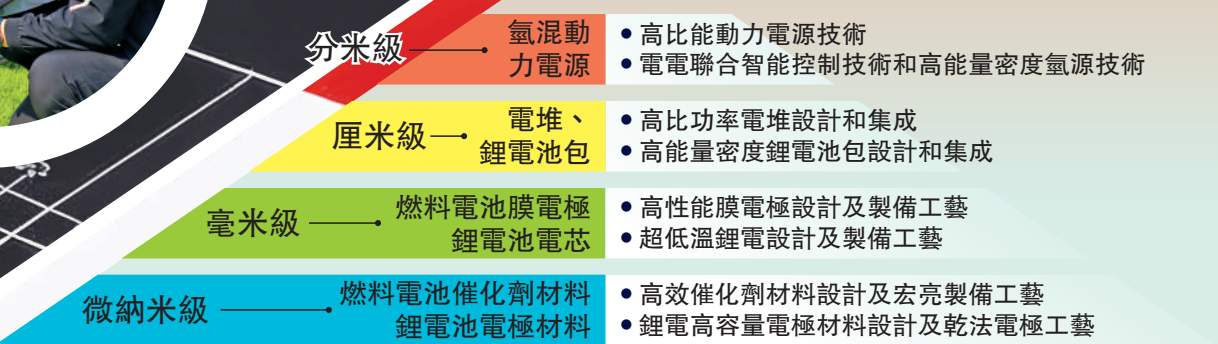 分米級 氫混動 • 高比能動力電源技術
力電源 • 電電聯合智能控制技術和高能量密度氫源技術
厘米級 電堆、 • 高比功率電堆設計和集成
鋰電池包 • 高能量密度鋰電池包設計和集成
毫米級 燃料電池膜電極 • 高性能膜電極設計及製備工藝
鋰電池電芯 • 超低溫鋰電設計及製備工藝
微納米級 燃料電池催化劑材料 • 高效催化劑材料設計及宏亮製備工藝
鋰電池電極材料 • 鋰電高容量電極材料設計及乾法電極工藝